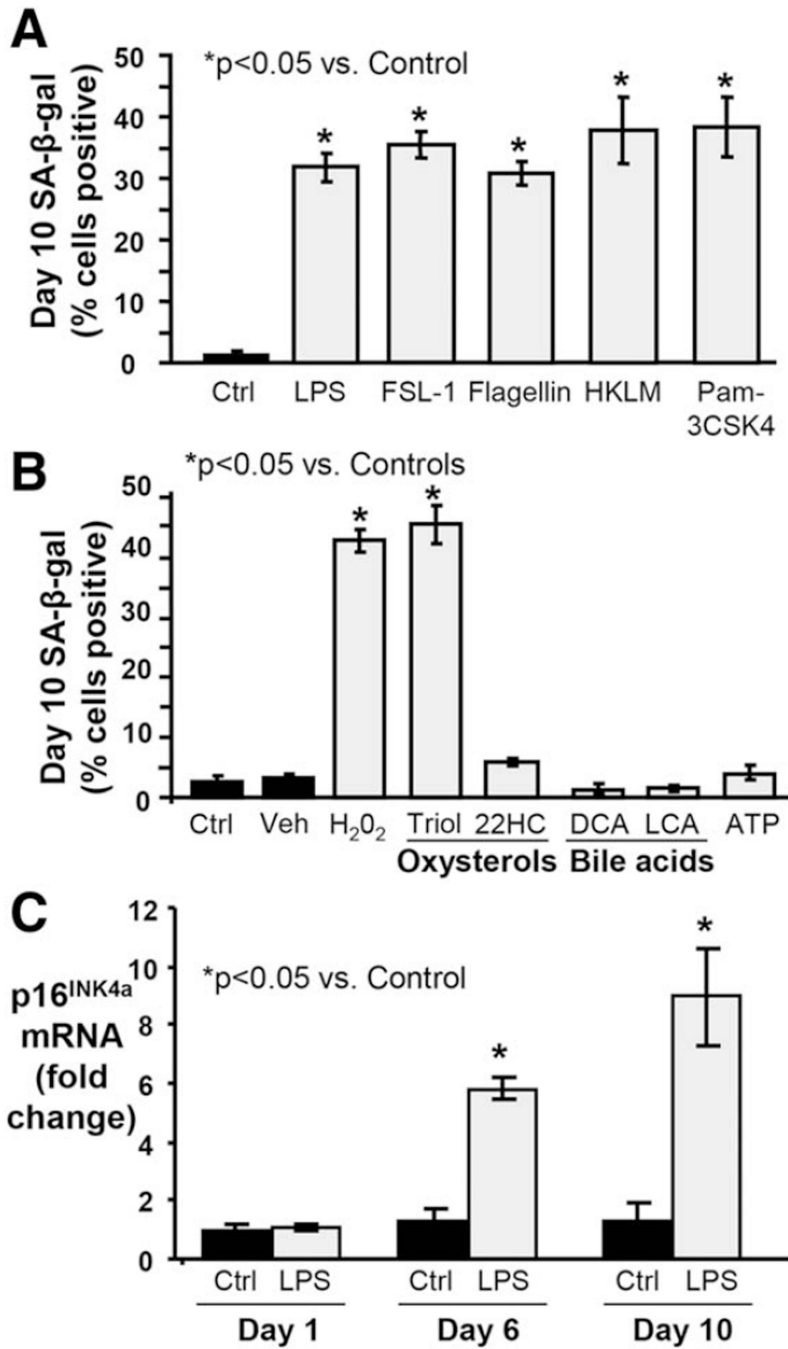 A
*p<0.05 vs. Control
Day 10 SA-β-gal
(% cells positive)
50
40
30
20
10
0
* * * * *
Ctrl LPS FSL-1 Flagellin HKLM Pam-
3CSK4
B
*p<0.05 vs. Controls
Day 10 SA-β-gal
(% cells positive)
50
40
30
20
10
0
* *
Ctrl Veh H₂0₂ Triol 22HC DCA LCA ATP
Oxysterols Bile acids
C
*p<0.05 vs. Control
p16ᴵᴺᴷ⁴ᵃ
mRNA
(fold
change)
12
10
8
6
4
2
0
* *
Ctrl LPS Ctrl LPS Ctrl LPS
Day 1 Day 6 Day 10